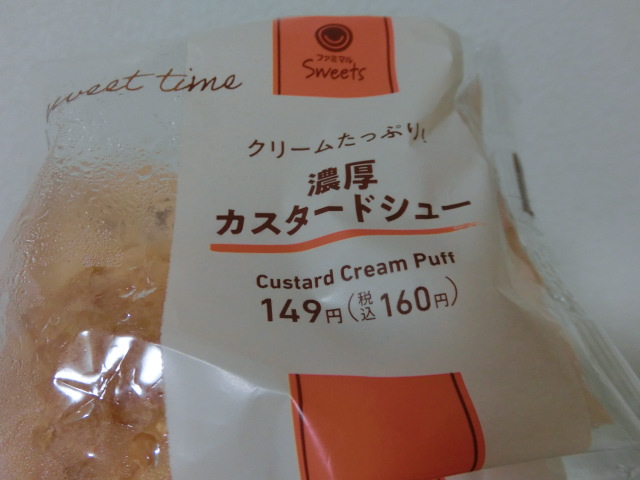 ファミマル
Sweets
sweet time
クリームたっぷり!
濃厚
カスタードシュー
Custard Cream Puff
149円(税込160円)